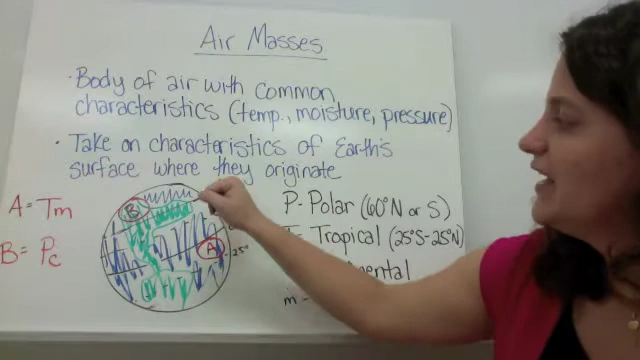 Air Masses
· Body of air with common
characteristics (temp., moisture, pressure)
· Take on characteristics of Earth's
surface where they originate
A = Tm
B = Pc
B
A
25°
P - Polar (60°N or S)
Tropical (25°S-25°N)
m -